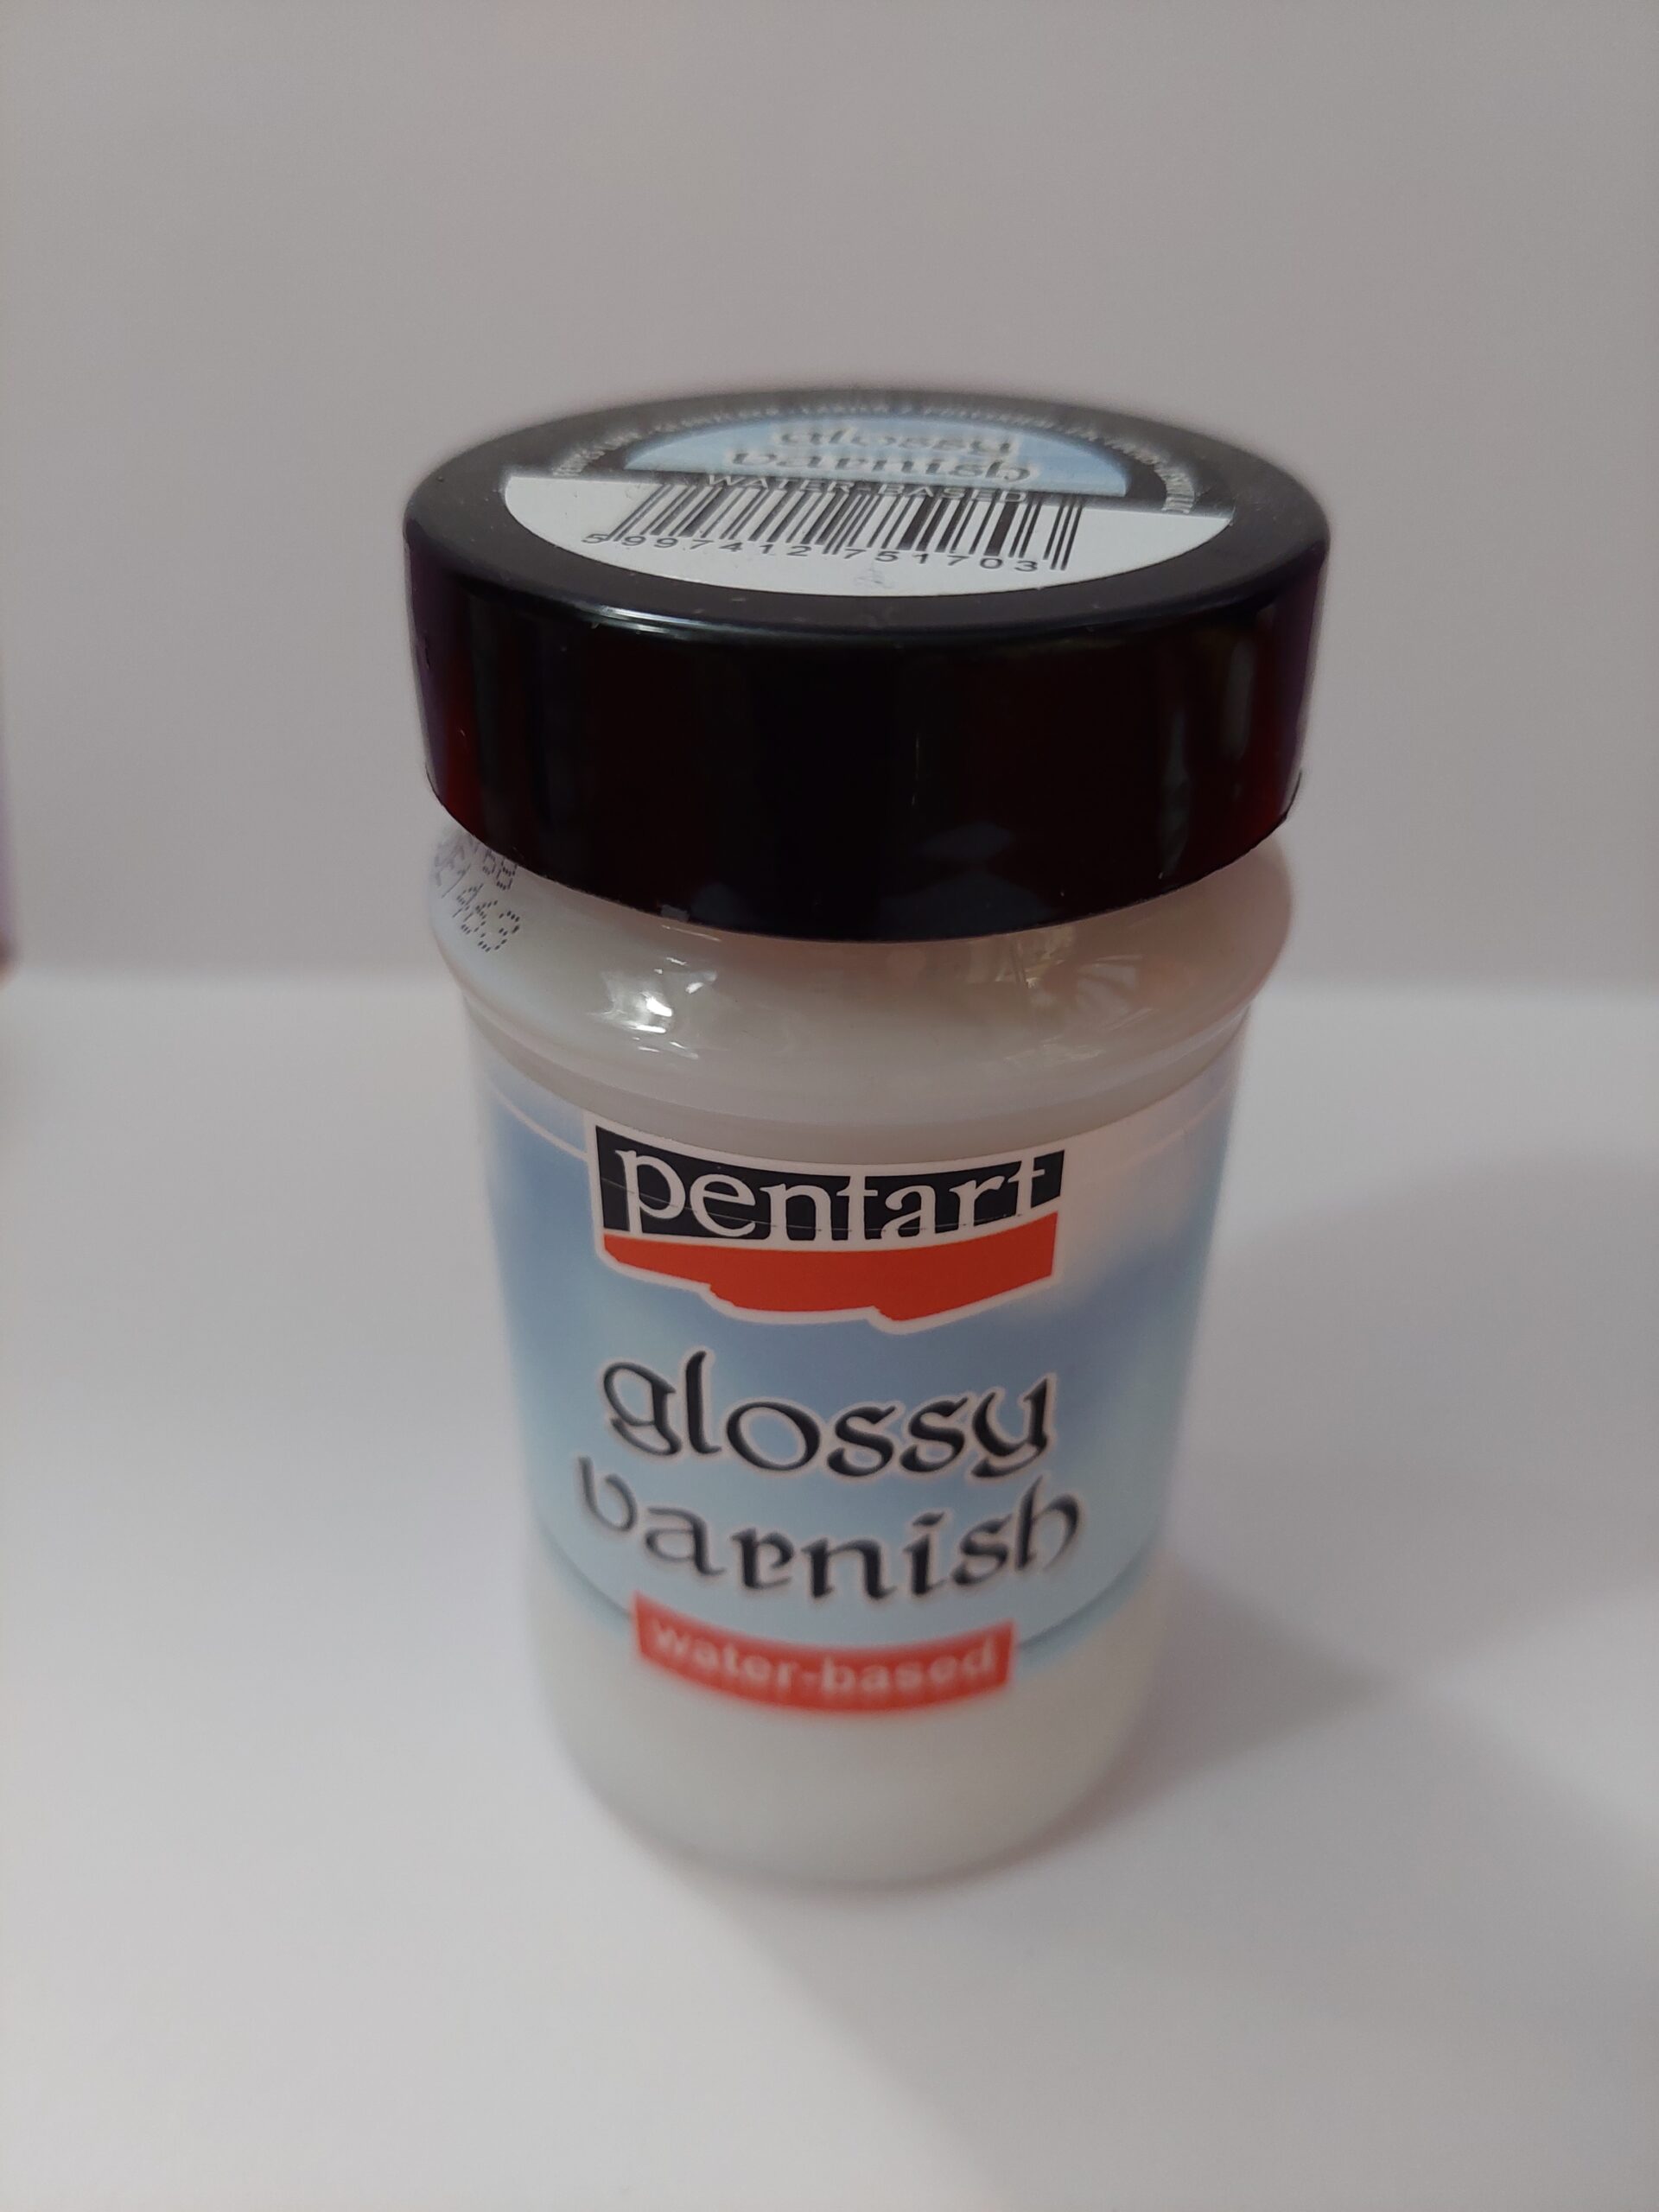 glossy
varnish
WATER-BASED
5 997412 751703
pentart
glossy
varnish
water-based